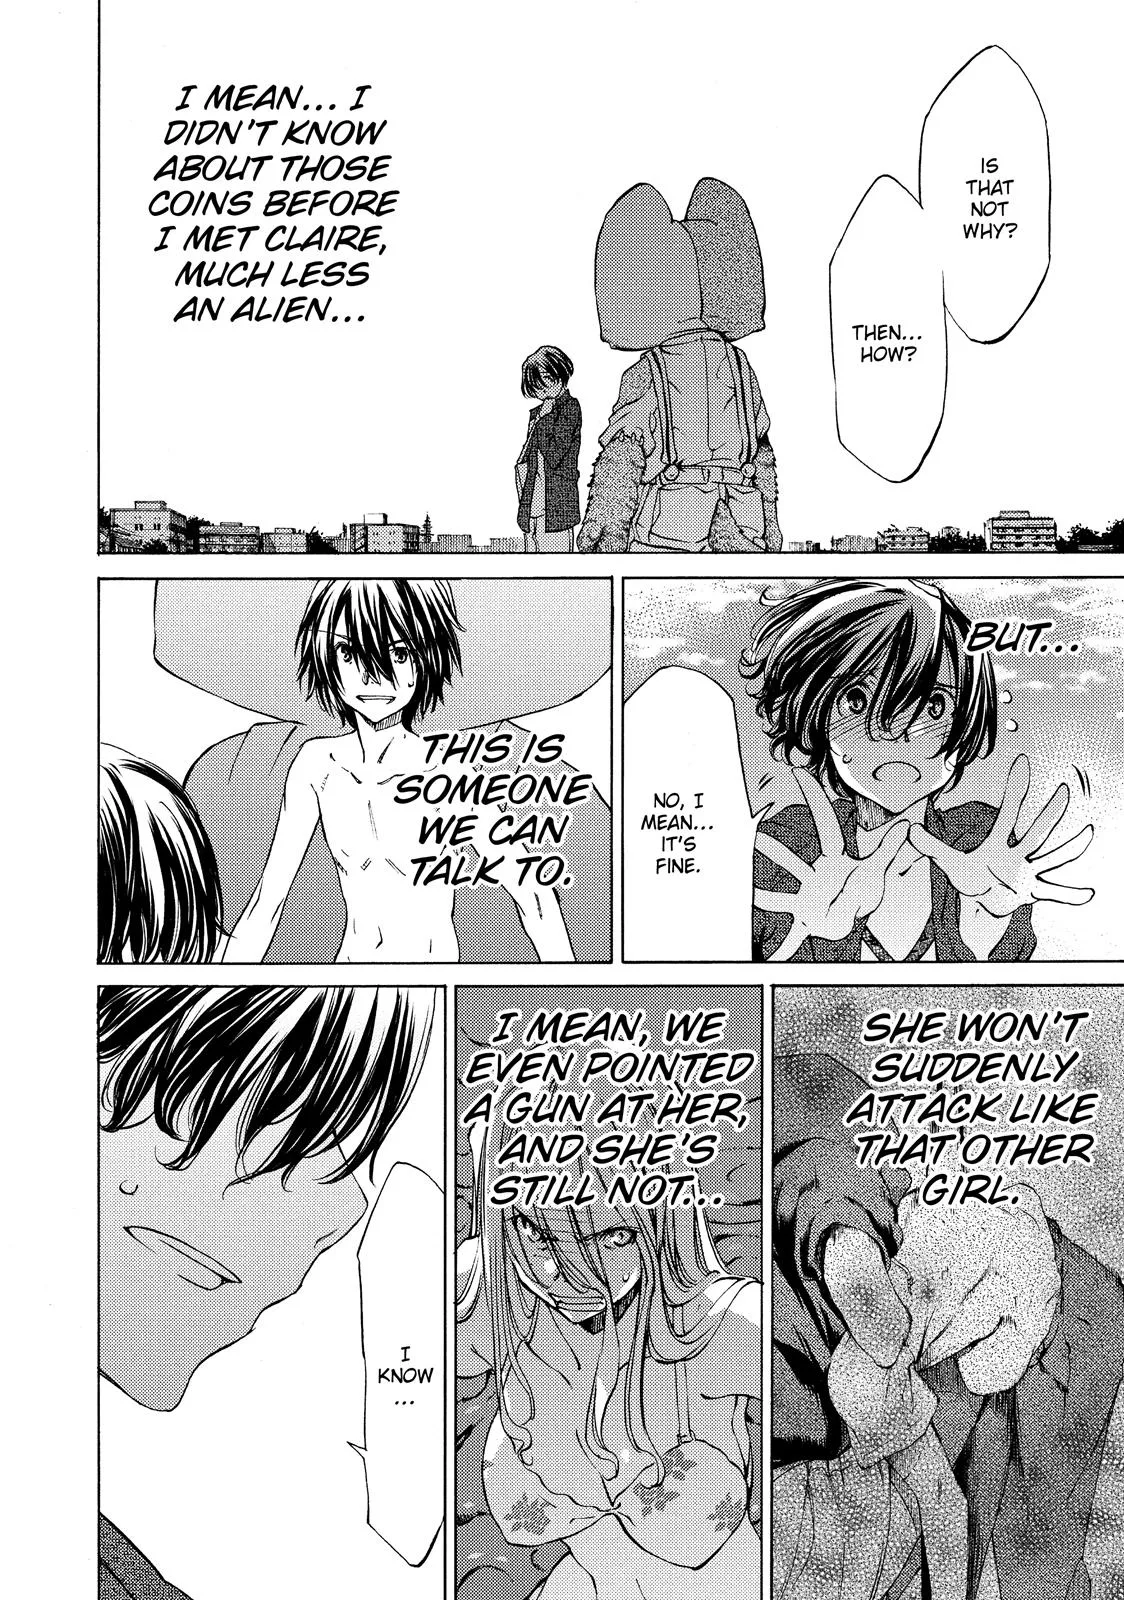 IS
THAT
NOT
WHY?
THEN...
HOW?
I MEAN... I
DIDN'T KNOW
ABOUT THOSE
COINS BEFORE
I MET CLAIRE,
MUCH LESS
AN ALIEN...
BUT...
NO, I
MEAN...
IT'S
FINE.
THIS IS
SOMEONE
WE CAN
TALK TO.
SHE WON'T
SUDDENLY
ATTACK LIKE
THAT OTHER
GIRL.
I MEAN, WE
EVEN POINTED
A GUN AT HER,
AND SHE'S
STILL NOT...
I
KNOW
...